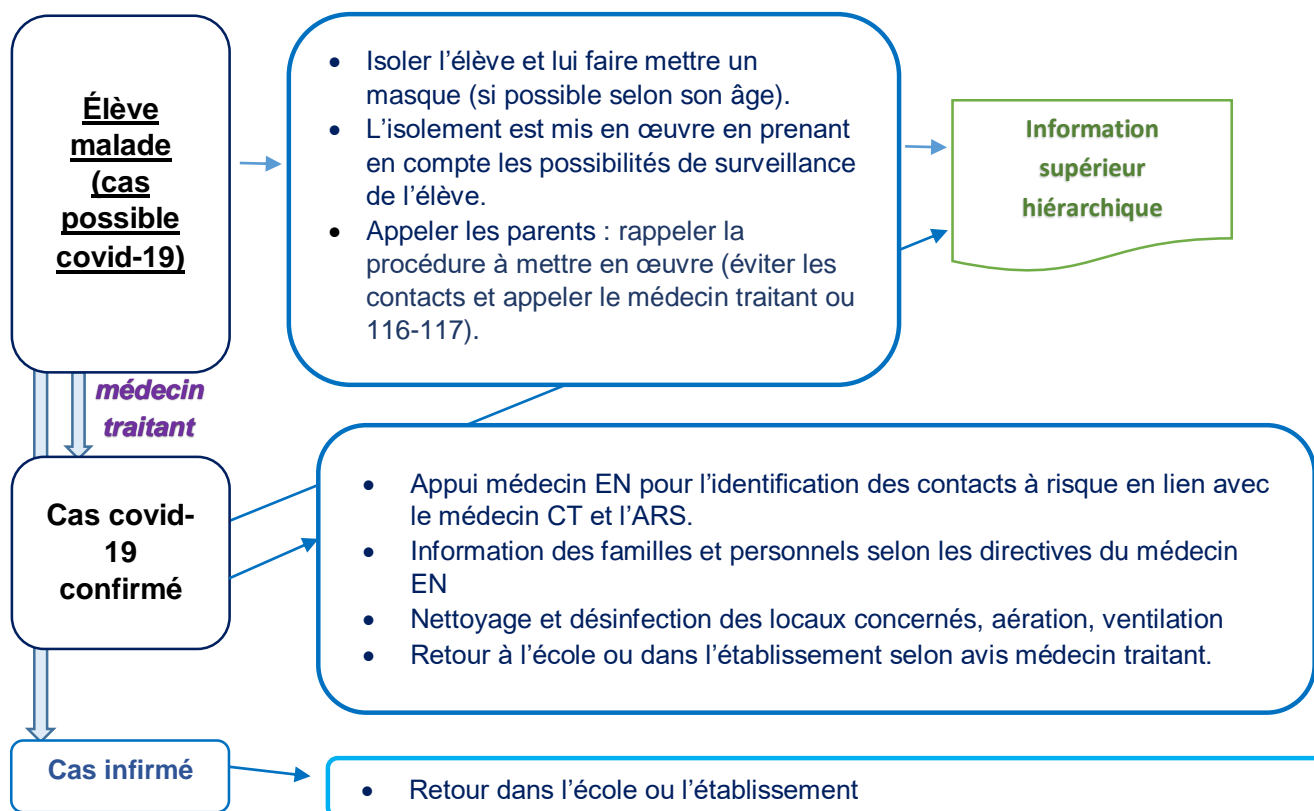 Élève
malade
(cas
possible
covid-19)
• Isoler l’élève et lui faire mettre un
masque (si possible selon son âge).
• L’isolement est mis en œuvre en prenant
en compte les possibilités de surveillance
de l’élève.
• Appeler les parents : rappeler la
procédure à mettre en œuvre (éviter les
contacts et appeler le médecin traitant ou
116-117).
Information
supérieur
hiérarchique
médecin
traitant
Cas covid-
19
confirmé
• Appui médecin EN pour l’identification des contacts à risque en lien avec
le médecin CT et l’ARS.
• Information des familles et personnels selon les directives du médecin
EN
• Nettoyage et désinfection des locaux concernés, aération, ventilation
• Retour à l’école ou dans l’établissement selon avis médecin traitant.
Cas infirmé
• Retour dans l’école ou l’établissement